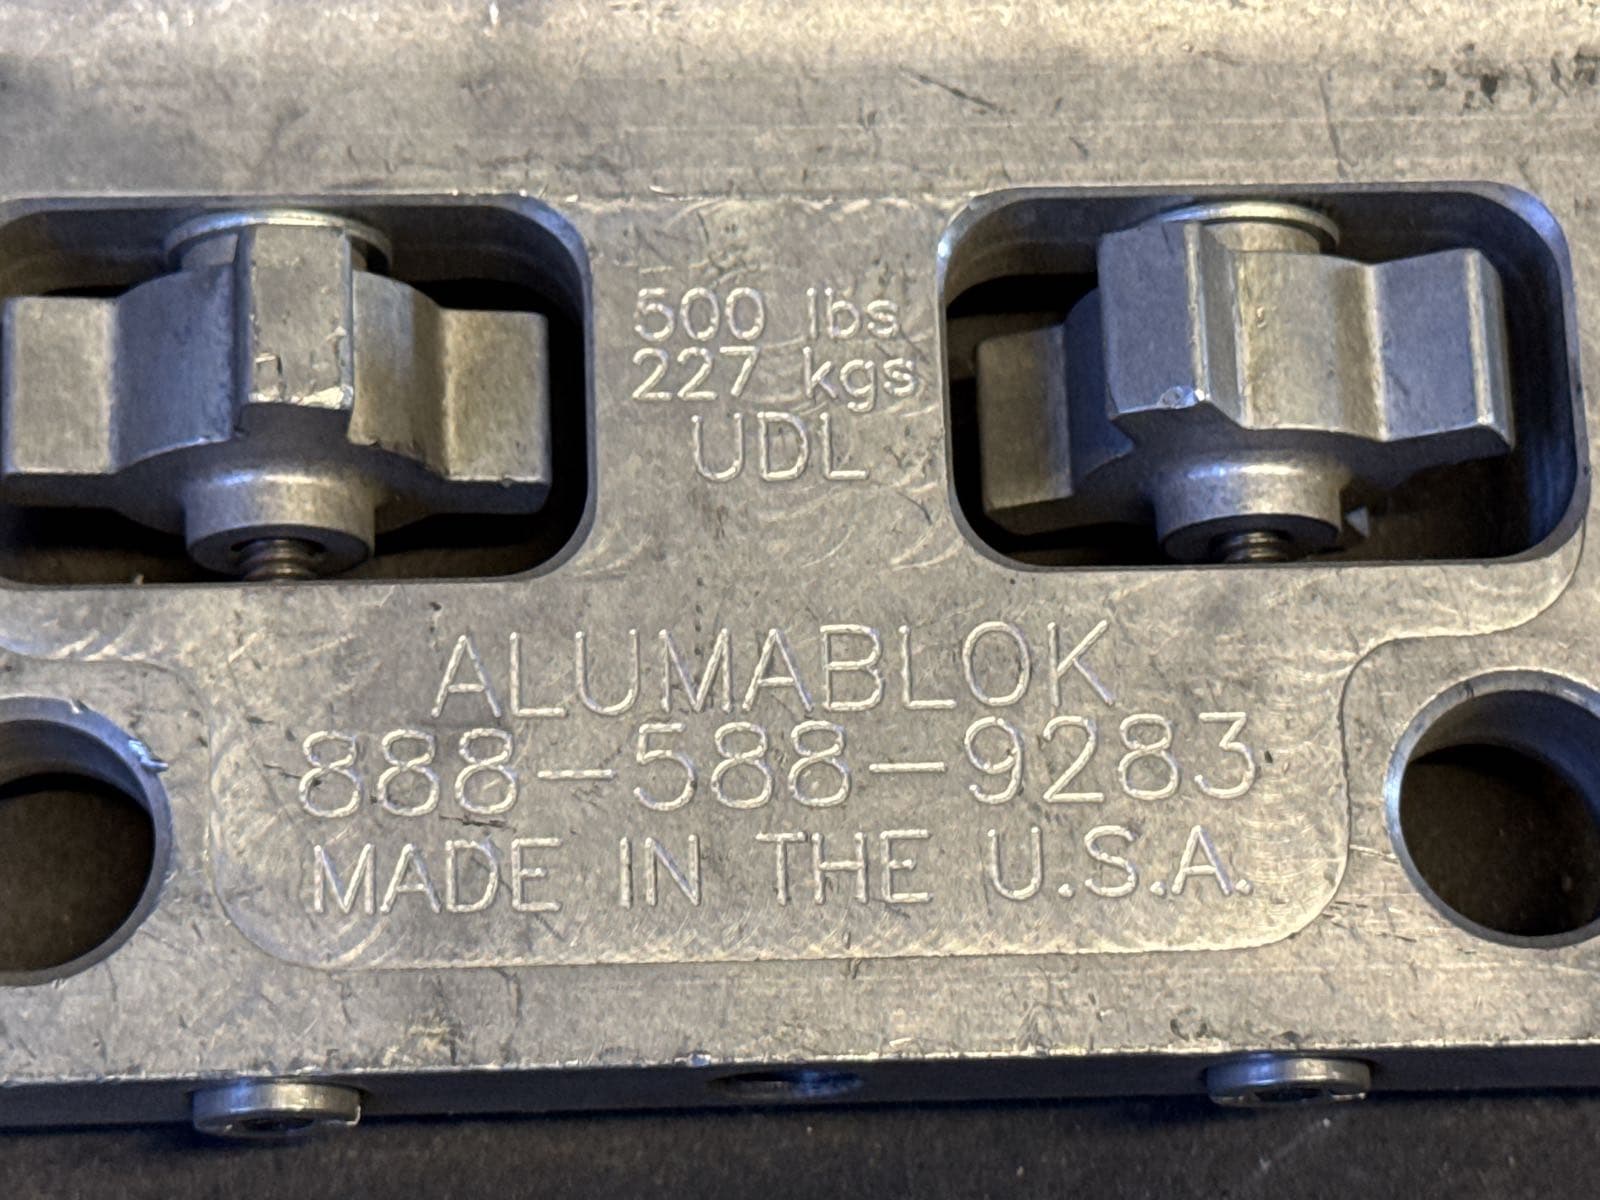 500 lbs
227 kgs
UDL
ALUMABLOK
888-588-9283
MADE IN THE U.S.A.